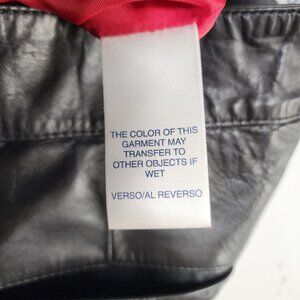 THE COLOR OF THIS
GARMENT MAY
TRANSFER TO
OTHER OBJECTS IF
WET
VERSO/AL REVERSO